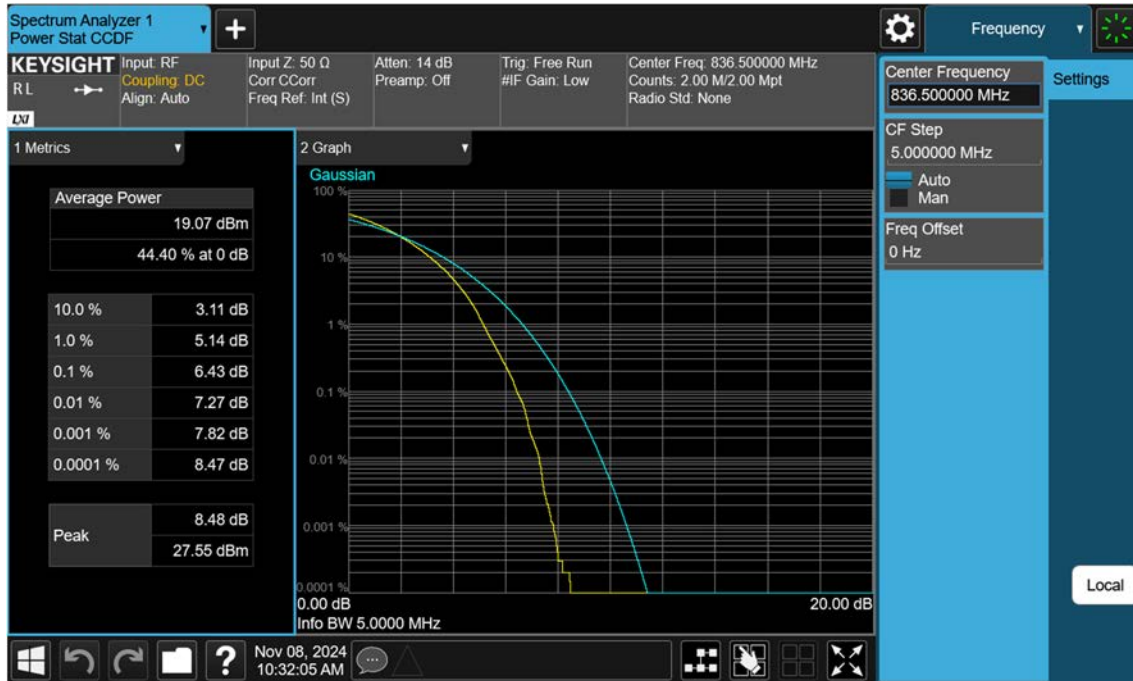 Spectrum Analyzer 1
Power Stat CCDF
Frequency
KEYSIGHT
RL
LXI
Input: RF
Coupling: DC
Align: Auto
Input Z: 50 Ω
Corr CCorr
Freq Ref: Int (S)
Atten: 14 dB
Preamp: Off
Trig: Free Run
#IF Gain: Low
Center Freq: 836.500000 MHz
Counts: 2.00 M/2.00 Mpt
Radio Std: None
Center Frequency
836.500000 MHz
Settings
CF Step
5.000000 MHz
Auto
Man
Freq Offset
0 Hz
Local
1 Metrics
Average Power
19.07 dBm
44.40 % at 0 dB
10.0 % 3.11 dB
1.0 % 5.14 dB
0.1 % 6.43 dB
0.01 % 7.27 dB
0.001 % 7.82 dB
0.0001 % 8.47 dB
Peak
8.48 dB
27.55 dBm
2 Graph
Gaussian
100 %
10 %
1 %
0.1 %
0.01 %
0.001 %
0.0001 %
0.00 dB 20.00 dB
Info BW 5.0000 MHz
?
Nov 08, 2024
10:32:05 AM